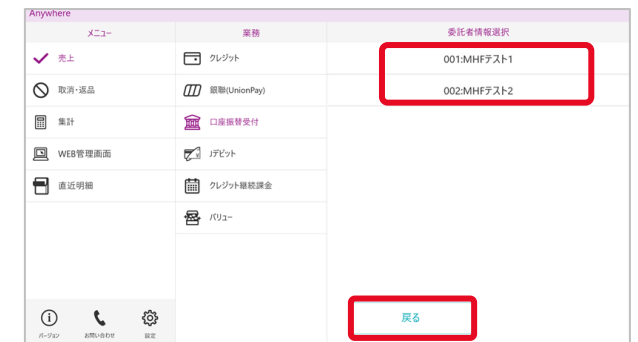 Anywhere
メニュー
業務
委託者情報選択
売上
取消・返品
集計
WEB管理画面
直近明細
クレジット
銀聯(UnionPay)
口座振替受付
Jデビット
クレジット継続課金
バリュー
001:MHFテスト1
002:MHFテスト2
戻る
バージョン
お問い合わせ
設定